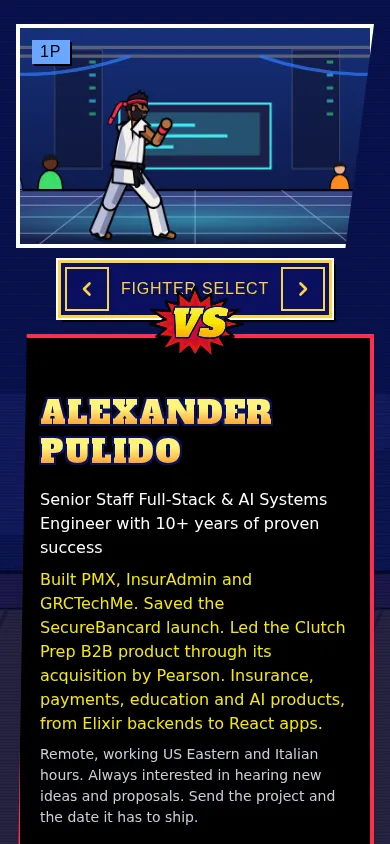 1P
FIGHTER SELECT
VS
ALEXANDER
PULIDO
Senior Staff Full-Stack & AI Systems
Engineer with 10+ years of proven
success
Built PMX, InsurAdmin and
GRCTechMe. Saved the
SecureBancard launch. Led the Clutch
Prep B2B product through its
acquisition by Pearson. Insurance,
payments, education and AI products,
from Elixir backends to React apps.
Remote, working US Eastern and Italian
hours. Always interested in hearing new
ideas and proposals. Send the project and
the date it has to ship.